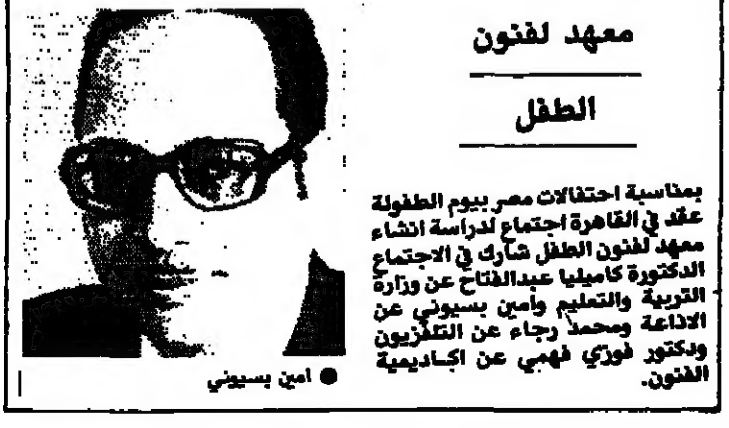 معهد لفنون
الطفل
بمناسبة احتفالات مصر بيوم الطفولة
عقد في القاهرة اجتماع لدراسة انشاء
معهد لفنون الطفل شارك في الاجتماع
الدكتورة كاميليا عبدالفتاح عن وزارة
التربية والتعليم وامين بسيوني عن
الاذاعة ومحمد رجاء عن التلفزيون
ودكتور فوزي فهمي عن اكاديمية
الفنون.
● امين بسيوني